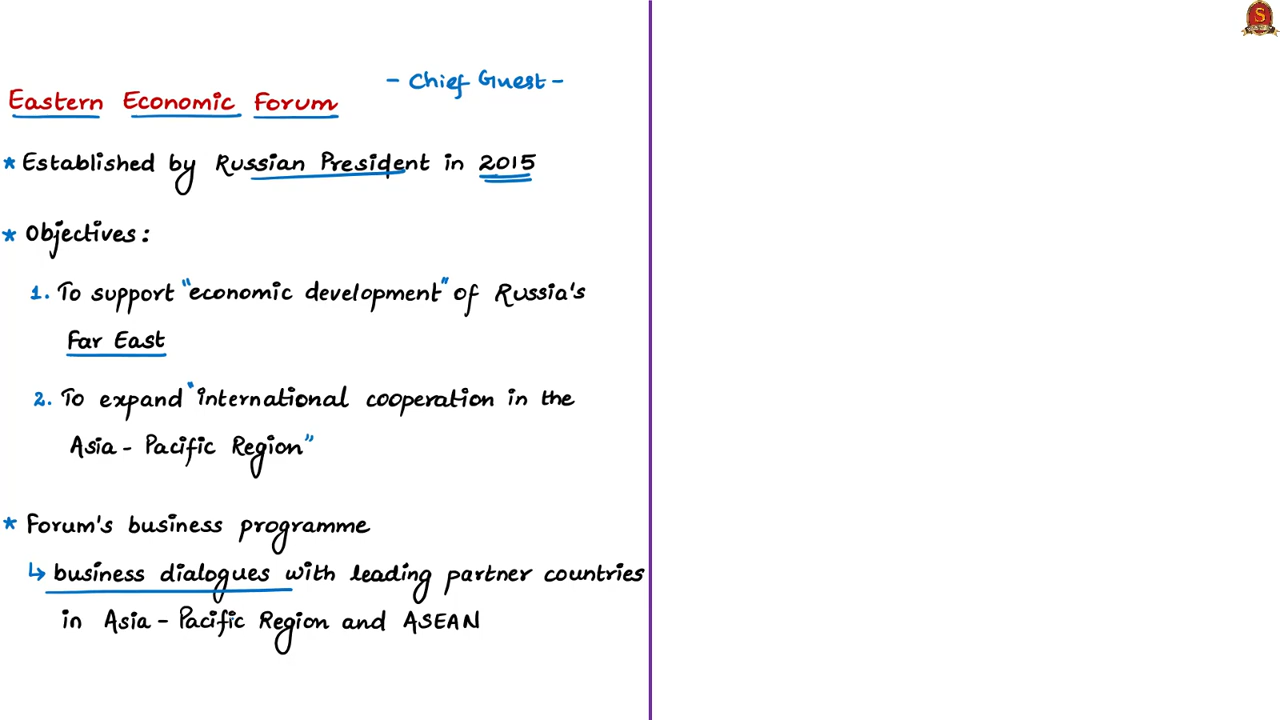 - Chief Guest -
Eastern Economic Forum
* Established by Russian President in 2015
* Objectives:
1. To support "economic development" of Russia's
Far East
2. To expand "international cooperation in the
Asia - Pacific Region"
* Forum's business programme
↳ business dialogues with leading partner countries
in Asia - Pacific Region and ASEAN
S